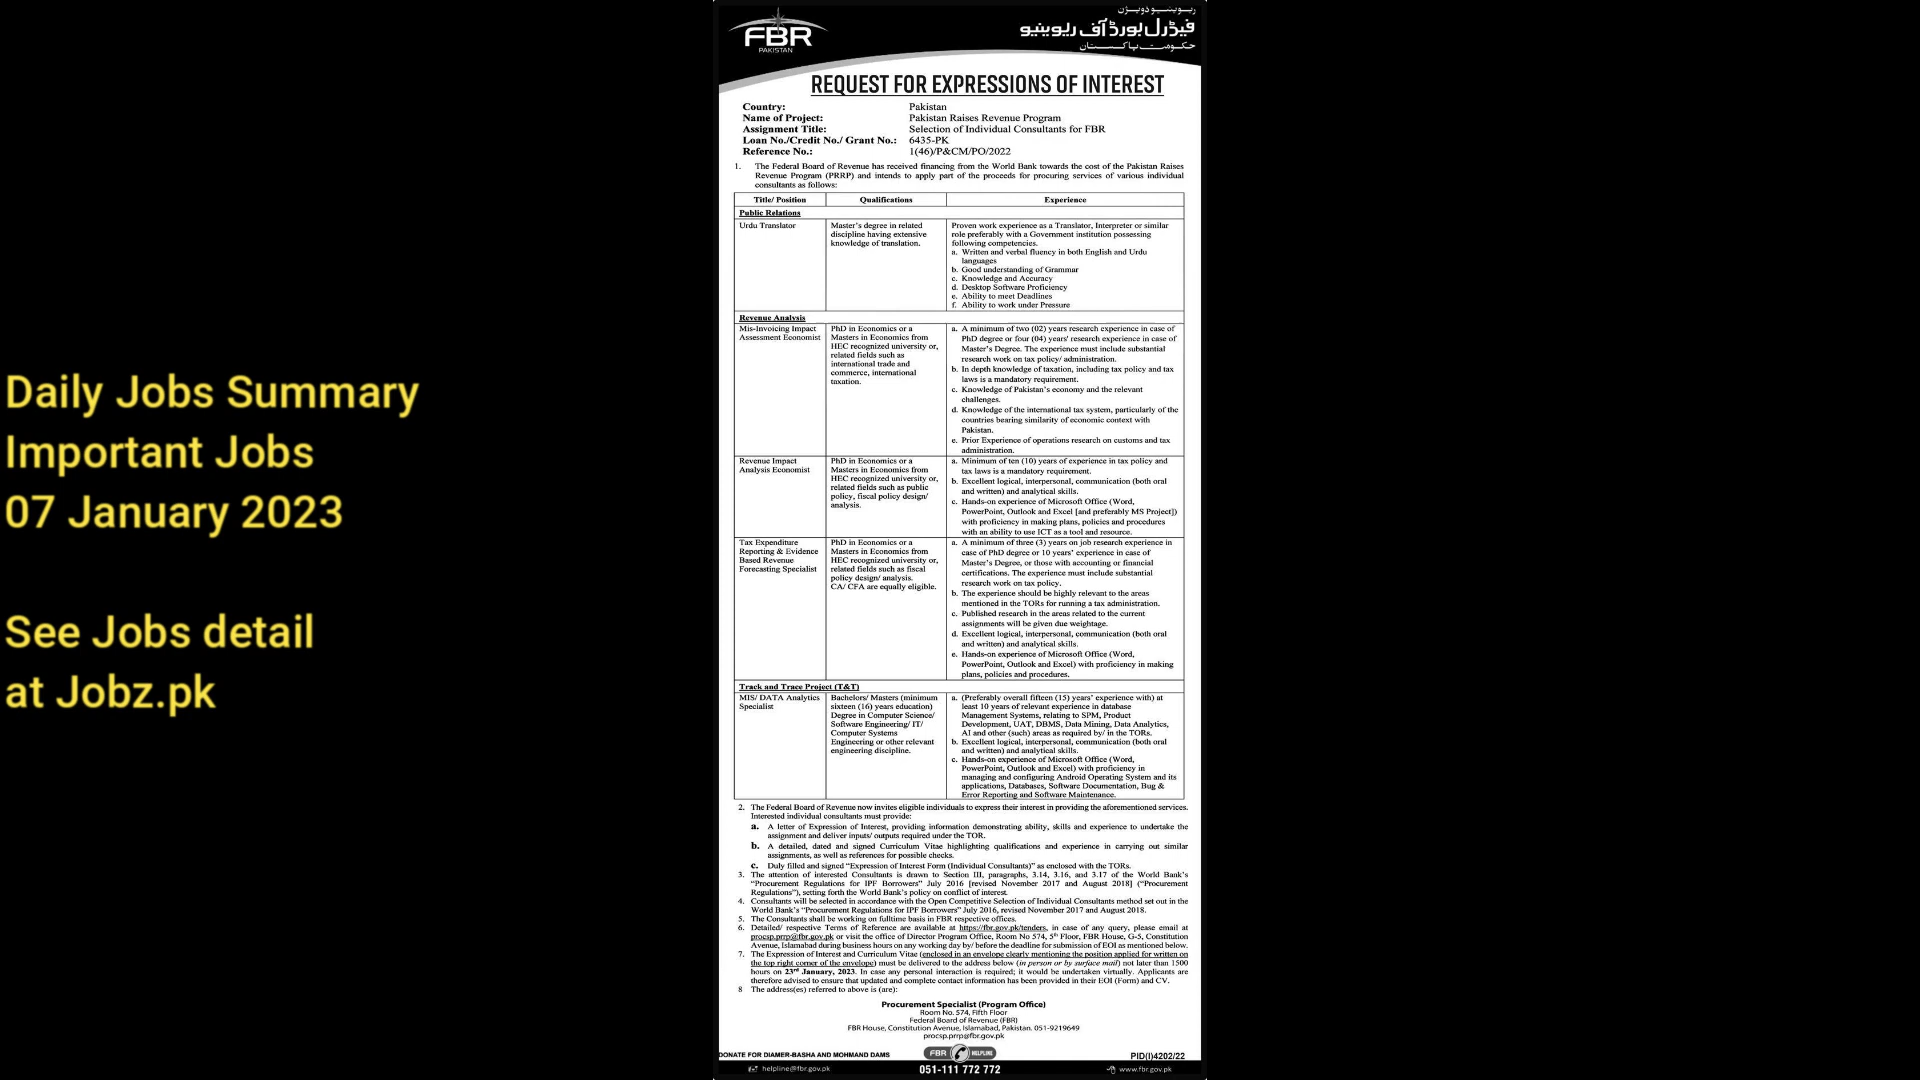 Daily Jobs Summary
Important Jobs
07 January 2023
See Jobs detail
at Jobz.pk
FBR
PAKISTAN
ریوینیو ڈویژن
فیڈرل بورڈ آف ریوینیو
حکومت پاکستان
REQUEST FOR EXPRESSIONS OF INTEREST
Country: Pakistan
Name of Project: Pakistan Raises Revenue Program
Assignment Title: Selection of Individual Consultants for FBR
Loan No./Credit No./ Grant No.: 6435-PK
Reference No.: 1(46)/P&CM/PO/2022
1. The Federal Board of Revenue has received financing from the World Bank towards the cost of the Pakistan Raises
Revenue Program (PRRP) and intends to apply part of the proceeds for procuring services of various individual
consultants as follows:
Title/ Position Qualifications Experience
Public Relations
Urdu Translator
Master's degree in related
discipline having extensive
knowledge of translation.
Proven work experience as a Translator, Interpreter or similar
role preferably with a Government institution possessing
following competencies.
a. Written and verbal fluency in both English and Urdu
languages
b. Good understanding of Grammar
c. Knowledge and Accuracy
d. Desktop Software Proficiency
e. Ability to meet Deadlines
f. Ability to work under Pressure
Revenue Analysis
Mis-Invoicing Impact
Assessment Economist
PhD in Economics or a
Masters in Economics from
HEC recognized university or,
related fields such as
international trade and
commerce, international
taxation.
a. A minimum of two (02) years research experience in case of
PhD degree or four (04) years' research experience in case of
Master's Degree. The experience must include substantial
research work on tax policy/ administration.
b. In depth knowledge of taxation, including tax policy and tax
laws is a mandatory requirement.
c. Knowledge of Pakistan's economy and the relevant
challenges.
d. Knowledge of the international tax system, particularly of the
countries bearing similarity of economic context with
Pakistan.
e. Prior Experience of operations research on customs and tax
administration.
Revenue Impact
Analysis Economist
PhD in Economics or a
Masters in Economics from
HEC recognized university or,
related fields such as public
policy, fiscal policy design/
analysis.
a. Minimum of ten (10) years of experience in tax policy and
tax laws is a mandatory requirement.
b. Excellent logical, interpersonal, communication (both oral
and written) and analytical skills.
c. Hands-on experience of Microsoft Office (Word,
PowerPoint, Outlook and Excel [and preferably MS Project])
with proficiency in making plans, policies and procedures
with an ability to use ICT as a tool and resource.
Tax Expenditure
Reporting & Evidence
Based Revenue
Forecasting Specialist
PhD in Economics or a
Masters in Economics from
HEC recognized university or,
related fields such as fiscal
policy design/ analysis.
CA/ CFA are equally eligible.
a. A minimum of three (3) years on job research experience in
case of PhD degree or 10 years' experience in case of
Master's Degree, or those with accounting or financial
certifications. The experience must include substantial
research work on tax policy.
b. The experience should be highly relevant to the areas
mentioned in the TORs for running a tax administration.
c. Published research in the areas related to the current
assignments will be given due weightage.
d. Excellent logical, interpersonal, communication (both oral
and written) and analytical skills.
e. Hands-on experience of Microsoft Office (Word,
PowerPoint, Outlook and Excel) with proficiency in making
plans, policies and procedures.
Track and Trace Project (T&T)
MIS/ DATA Analytics
Specialist
Bachelors/ Masters (minimum
sixteen (16) years education)
Degree in Computer Science/
Software Engineering/ IT/
Computer Systems
Engineering or other relevant
engineering discipline.
a. (Preferably overall fifteen (15) years' experience with) at
least 10 years of relevant experience in database
Management Systems, relating to SPM, Product
Development, UAT, DBMS, Data Mining, Data Analytics,
AI and other (such) areas as required by/ in the TORs.
b. Excellent logical, interpersonal, communication (both oral
and written) and analytical skills.
c. Hands-on experience of Microsoft Office (Word,
PowerPoint, Outlook and Excel) with proficiency in
managing and configuring Android Operating System and its
applications, Databases, Software Documentation, Bug &
Error Reporting and Software Maintenance.
2. The Federal Board of Revenue now invites eligible individuals to express their interest in providing the aforementioned services.
Interested individual consultants must provide:
a. A letter of Expression of Interest, providing information demonstrating ability, skills and experience to undertake the
assignment and deliver inputs/ outputs required under the TOR.
b. A detailed, dated and signed Curriculum Vitae highlighting qualifications and experience in carrying out similar
assignments, as well as references for possible checks.
c. Duly filled and signed "Expression of Interest Form (Individual Consultants)" as enclosed with the TORs.
3. The attention of interested Consultants is drawn to Section III, paragraphs, 3.14, 3.16, and 3.17 of the World Bank's
"Procurement Regulations for IPF Borrowers" July 2016 [revised November 2017 and August 2018] ("Procurement
Regulations"), setting forth the World Bank's policy on conflict of interest.
4. Consultants will be selected in accordance with the Open Competitive Selection of Individual Consultants method set out in the
World Bank's "Procurement Regulations for IPF Borrowers" July 2016, revised November 2017 and August 2018.
5. The Consultants shall be working on fulltime basis in FBR respective offices.
6. Detailed/ respective Terms of Reference are available at https://fbr.gov.pk/tenders, in case of any query, please email at
procsp.prrp@fbr.gov.pk or visit the office of Director Program Office, Room No 574, 5th Floor, FBR House, G-5, Constitution
Avenue, Islamabad during business hours on any working day by/ before the deadline for submission of EOI as mentioned below.
7. The Expression of Interest and Curriculum Vitae (enclosed in an envelope clearly mentioning the position applied for written on
the top right corner of the envelope) must be delivered to the address below (in person or by surface mail) not later than 1500
hours on 23rd January, 2023. In case any personal interaction is required; it would be undertaken virtually. Applicants are
therefore advised to ensure that updated and complete contact information has been provided in their EOI (Form) and CV.
8 The address(es) referred to above is (are):
Procurement Specialist (Program Office)
Room No. 574, Fifth Floor
Federal Board of Revenue (FBR)
FBR House, Constitution Avenue, Islamabad, Pakistan. 051-9219649
procsp.prrp@fbr.gov.pk
DONATE FOR DIAMER-BASHA AND MOHMAND DAMS
FBR HELPLINE
PID(I)4202/22
helpline@fbr.gov.pk
051-111 772 772
www.fbr.gov.pk